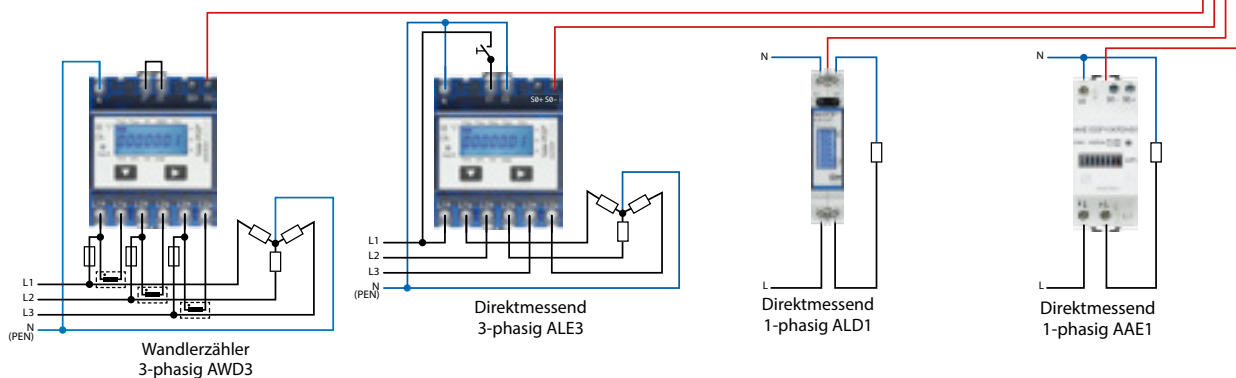 N
N
S0+ S0-
L1
L2
L3
N
(PEN)
Wandlerzähler
3-phasig AWD3
L1
L2
L3
N
(PEN)
Direktmessend
3-phasig ALE3
L
Direktmessend
1-phasig ALD1
L
Direktmessend
1-phasig AAE1